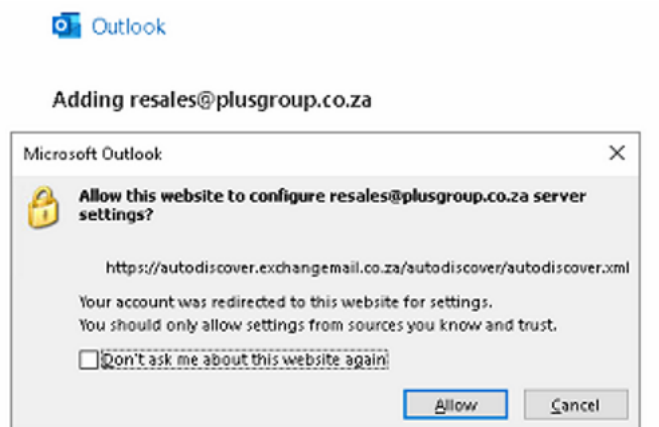 Outlook
Adding resales@plusgroup.co.za
Microsoft Outlook
Allow this website to configure resales@plusgroup.co.za server
settings?
https://autodiscover.exchangemail.co.za/autodiscover/autodiscover.xml
Your account was redirected to this website for settings.
You should only allow settings from sources you know and trust.
Don't ask me about this website again
Allow Cancel